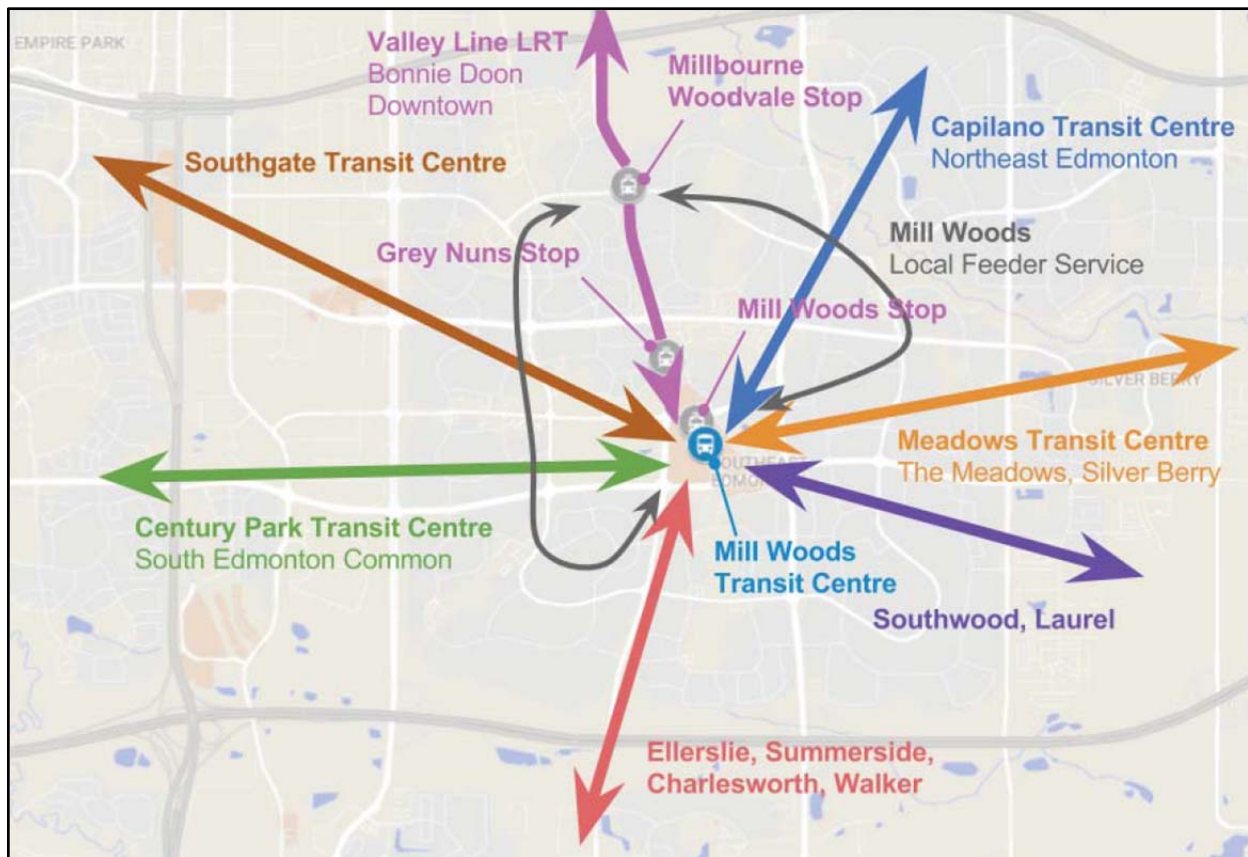 EMPIRE PARK
Valley Line LRT
Bonnie Doon
Downtown
Millbourne
Woodvale Stop
Capilano Transit Centre
Northeast Edmonton
Southgate Transit Centre
Mill Woods
Local Feeder Service
Grey Nuns Stop
Mill Woods Stop
SILVER BERRY
Meadows Transit Centre
The Meadows, Silver Berry
SOUTHEAST
EDMONTON
Century Park Transit Centre
South Edmonton Common
Mill Woods
Transit Centre
Southwood, Laurel
Ellerslie, Summerside,
Charlesworth, Walker